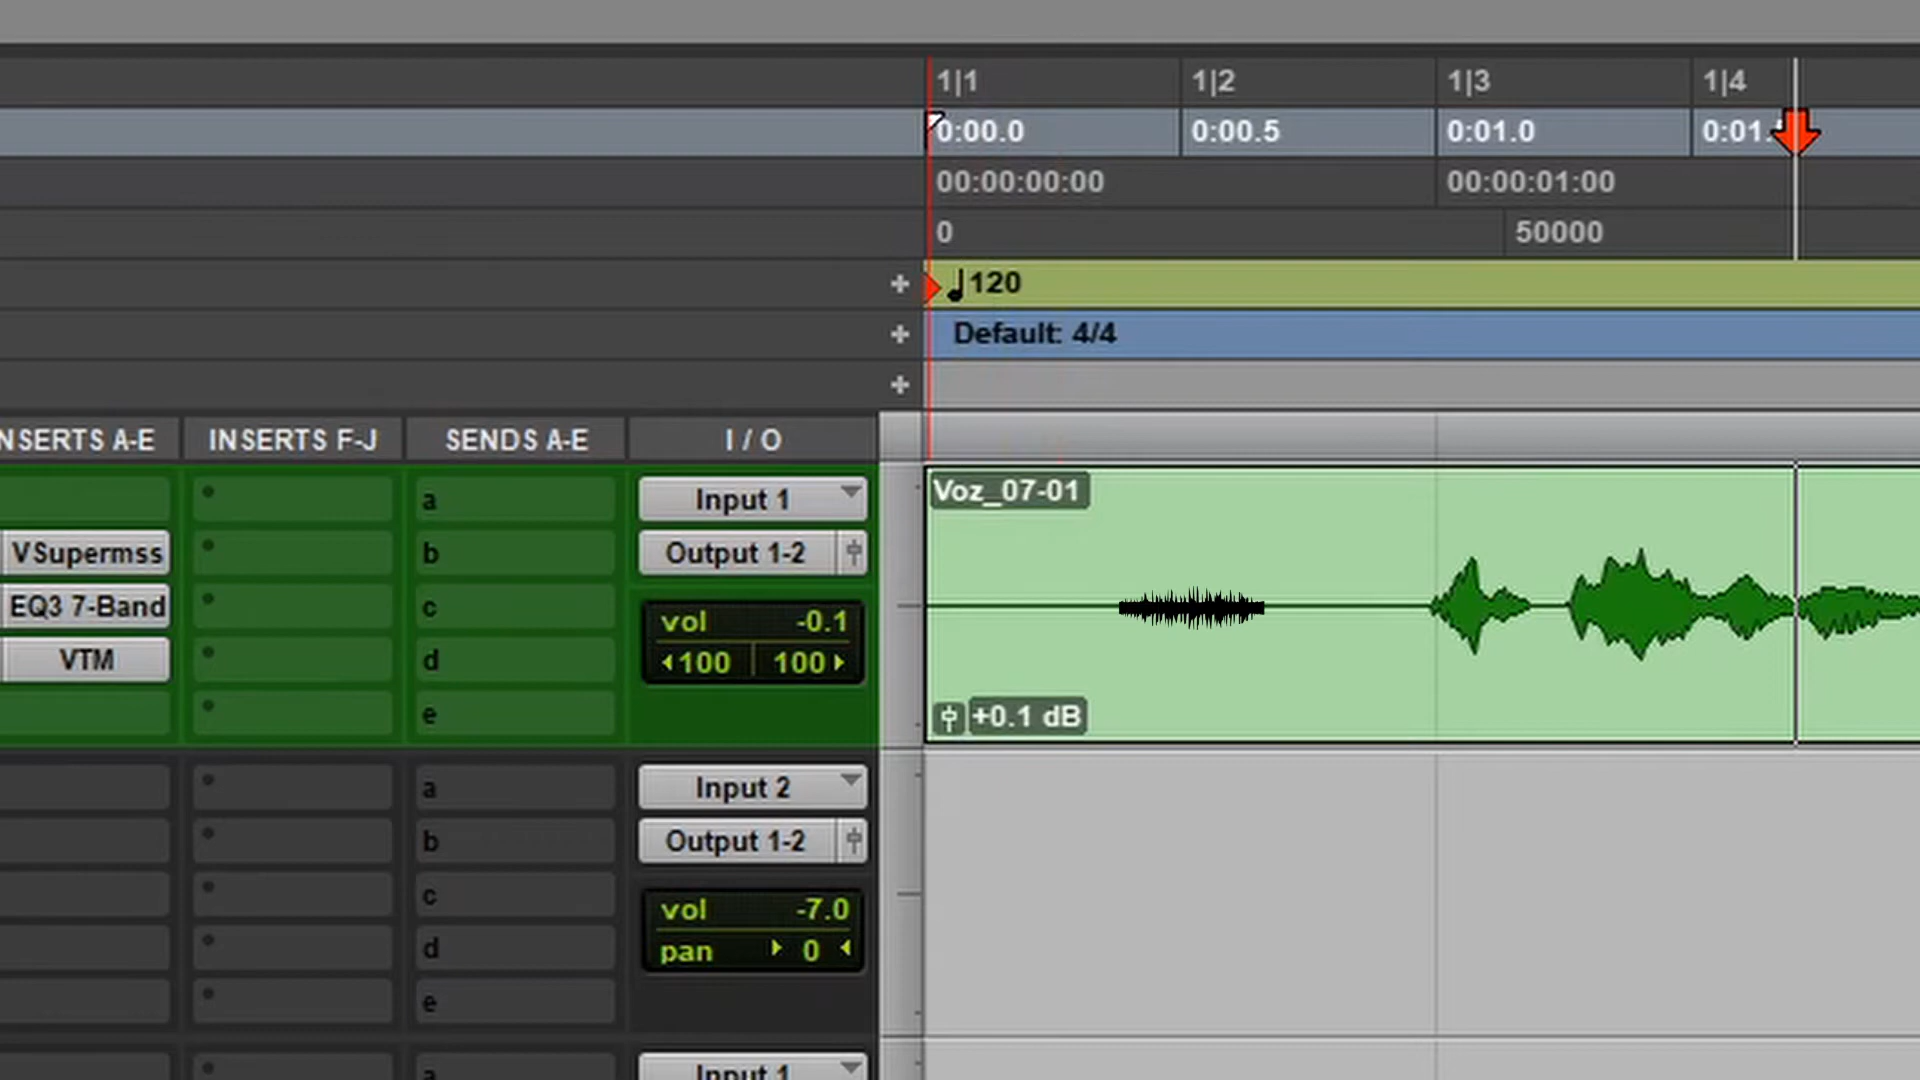 1|1 1|2 1|3 1|4
0:00.0 0:00.5 0:01.0 0:01.
00:00:00:00 00:00:01:00
0 50000
+ 120
+ Default: 4/4
+
NSERTS A-E INSERTS F-J SENDS A-E I / O
Voz_07-01
a Input 1
VSupermss b Output 1-2
EQ3 7-Band c vol -0.1
VTM d 100 100
e +0.1 dB
a Input 2
b Output 1-2
c vol -7.0
d pan 0
e
a Input 1